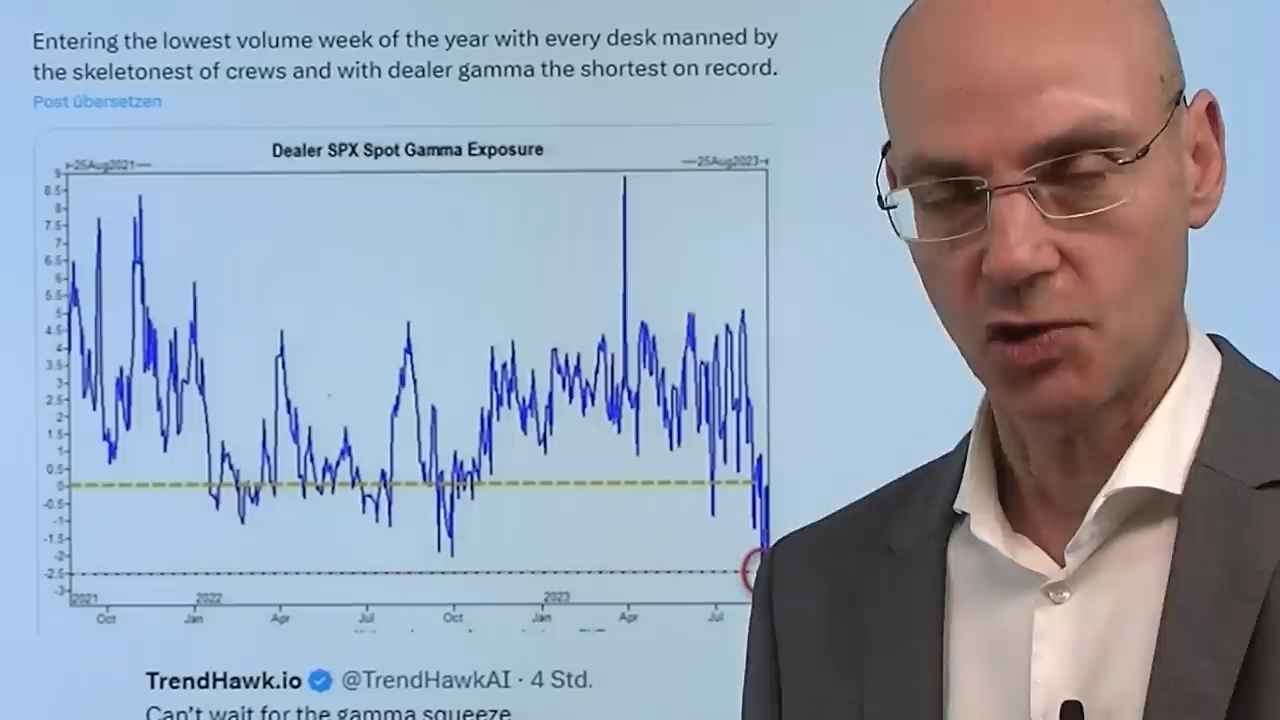 Entering the lowest volume week of the year with every desk manned by
the skeletonest of crews and with dealer gamma the shortest on record.
Post übersetzen
Dealer SPX Spot Gamma Exposure
25Aug2021
25Aug2023
9
8.5
8
7.5
7
6.5
6
5.5
5
4.5
4
3.5
3
2.5
2
1.5
1
0.5
0
-0.5
-1
-1.5
-2
-2.5
-3
2021
2022
2023
Oct
Jan
Apr
Jul
Oct
Jan
Apr
Jul
TrendHawk.io @TrendHawkAI · 4 Std.
Can't wait for the gamma squeeze